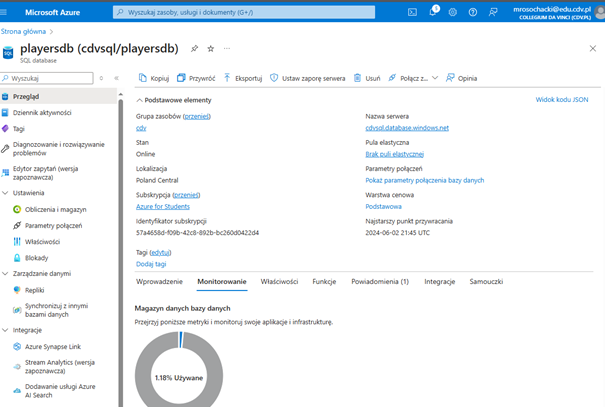 Microsoft Azure
Wyszukaj zasoby, usługi i dokumenty (G+/)
1
mrosochacki@edu.cdv.pl
COLLEGIUM DA VINCI (CDV.PL)
Strona główna >
playersdb (cdvsql/playersdb)
SQL database
Wyszukaj
Kopiuj
Przywróć
Eksportuj
Ustaw zaporę serwera
Usuń
Połącz z...
Opinia
Przegląd
Dziennik aktywności
Tagi
Diagnozowanie i rozwiązywanie
problemów
Edytor zapytań (wersja
zapoznawcza)
Ustawienia
Obliczenia i magazyn
Parametry połączeń
Właściwości
Blokady
Zarządzanie danymi
Repliki
Synchronizuj z innymi
bazami danych
Integracje
Azure Synapse Link
Stream Analytics (wersja
zapoznawcza)
Dodawanie usługi Azure
AI Search
Podstawowe elementy
Widok kodu JSON
Grupa zasobów (przenieś)
cdv
Stan
Online
Lokalizacja
Poland Central
Subskrypcja (przenieś)
Azure for Students
Identyfikator subskrypcji
57a4658d-f09b-42c8-892b-bc260d0422d4
Nazwa serwera
cdvsql.database.windows.net
Pula elastyczna
Brak puli elastycznej
Parametry połączeń
Pokaż parametry połączenia bazy danych
Warstwa cenowa
Podstawowa
Najstarszy punkt przywracania
2024-06-02 21:45 UTC
Tagi (edytuj)
Dodaj tagi
Wprowadzenie
Monitorowanie
Właściwości
Funkcje
Powiadomienia (1)
Integracje
Samouczki
Magazyn danych bazy danych
Przejrzyj poniższe metryki i monitoruj swoje aplikacje i infrastrukturę.
1.18% Używane